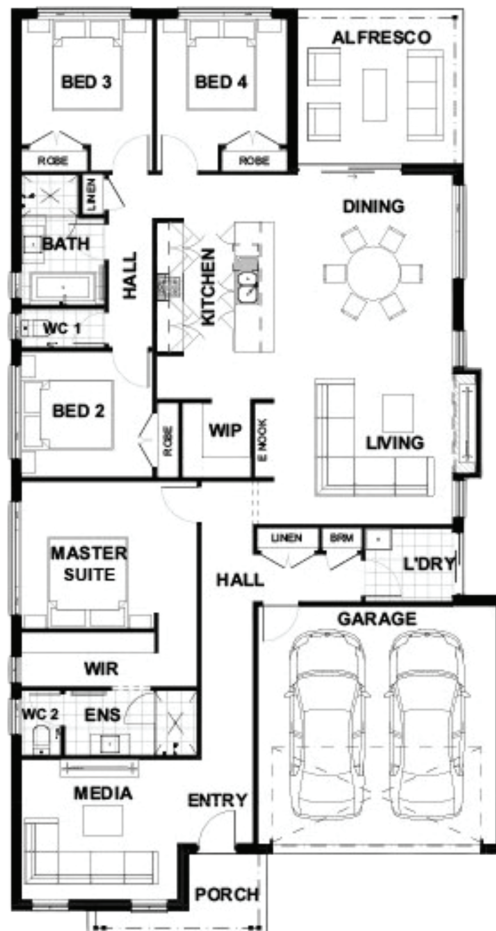 ALFRESCO
BED 3
BED 4
ROBE
ROBE
LINEN
DINING
BATH
HALL
KITCHEN
WC 1
BED 2
ROBE
WIP
E NOOK
LIVING
MASTER
SUITE
LINEN
BRM
L'DRY
HALL
GARAGE
WIR
WC 2
ENS
MEDIA
ENTRY
PORCH